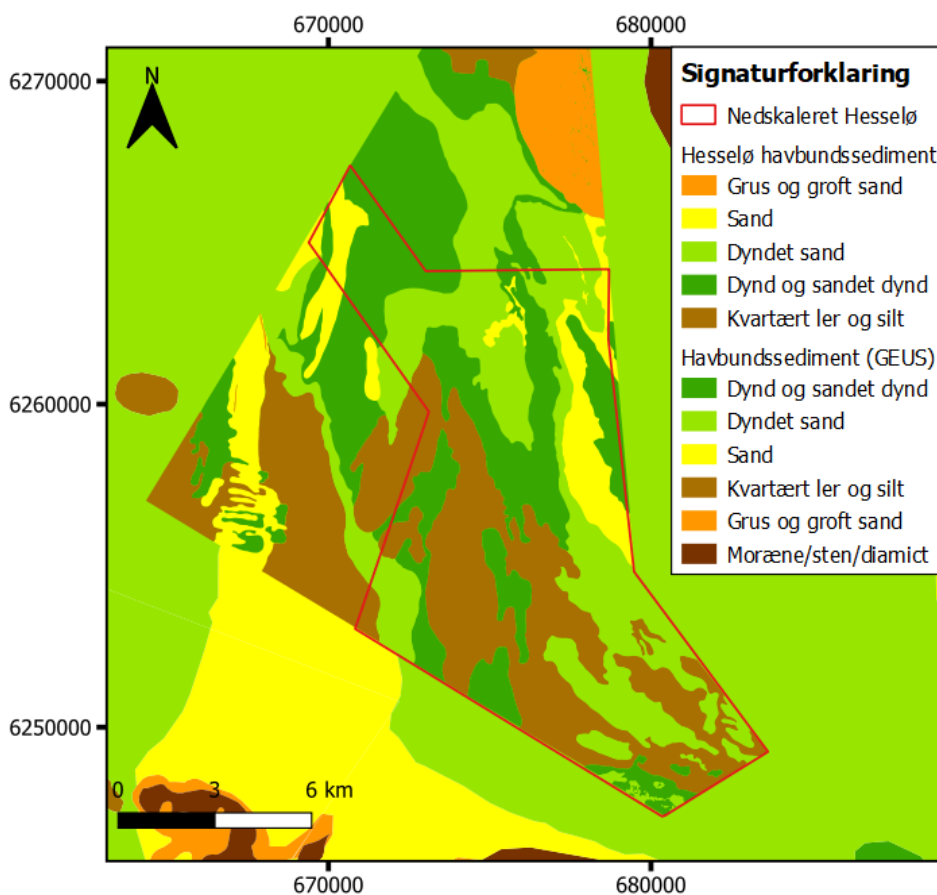 670000
680000
6270000
N
Signaturforklaring
Nedskaleret Hesselø
Hesselø havbundssediment
Grus og groft sand
Sand
Dyndet sand
Dynd og sandet dynd
Kvartært ler og silt
Havbundssediment (GEUS)
Dynd og sandet dynd
Dyndet sand
Sand
Kvartært ler og silt
Grus og groft sand
Moræne/sten/diamict
6260000
6250000
0 3 6 km
670000
680000